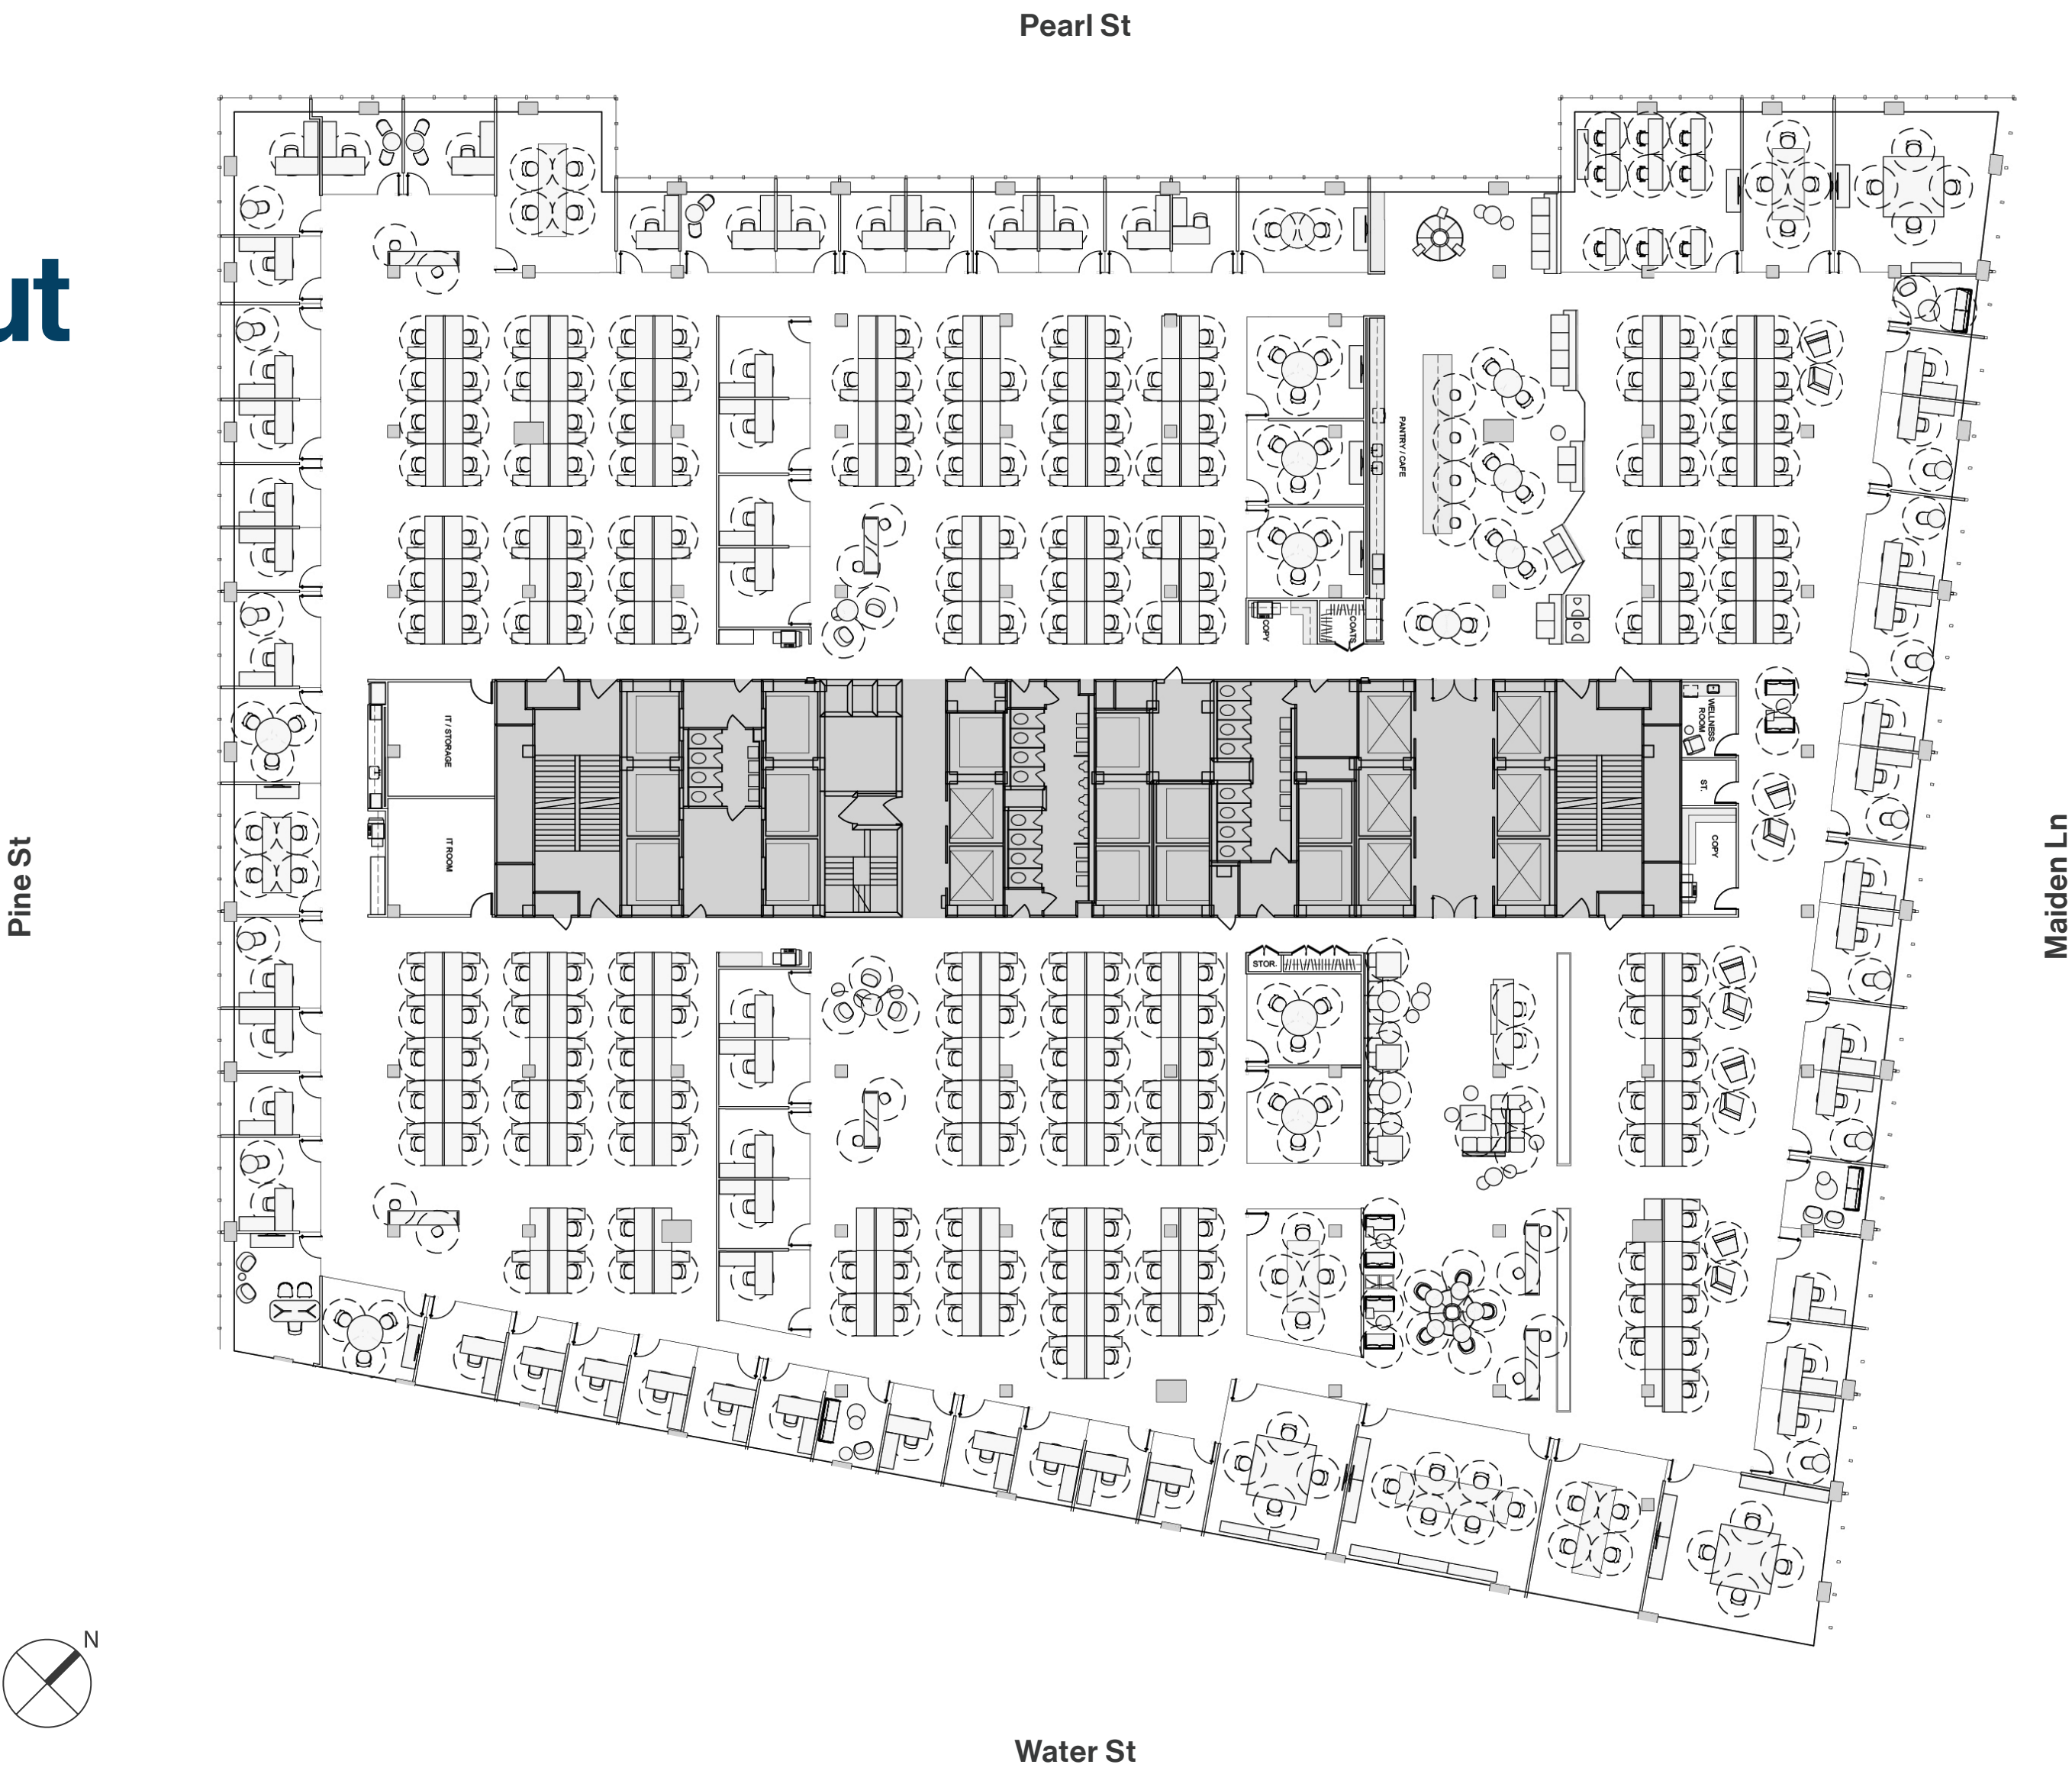 Pearl St
ut
PANTRY / CAFE
COPY
COATS
IT / STORAGE
WELLNESS
ROOM
ST.
IT ROOM
COPY
Pine St
Maiden Ln
STOR.
N
Water St